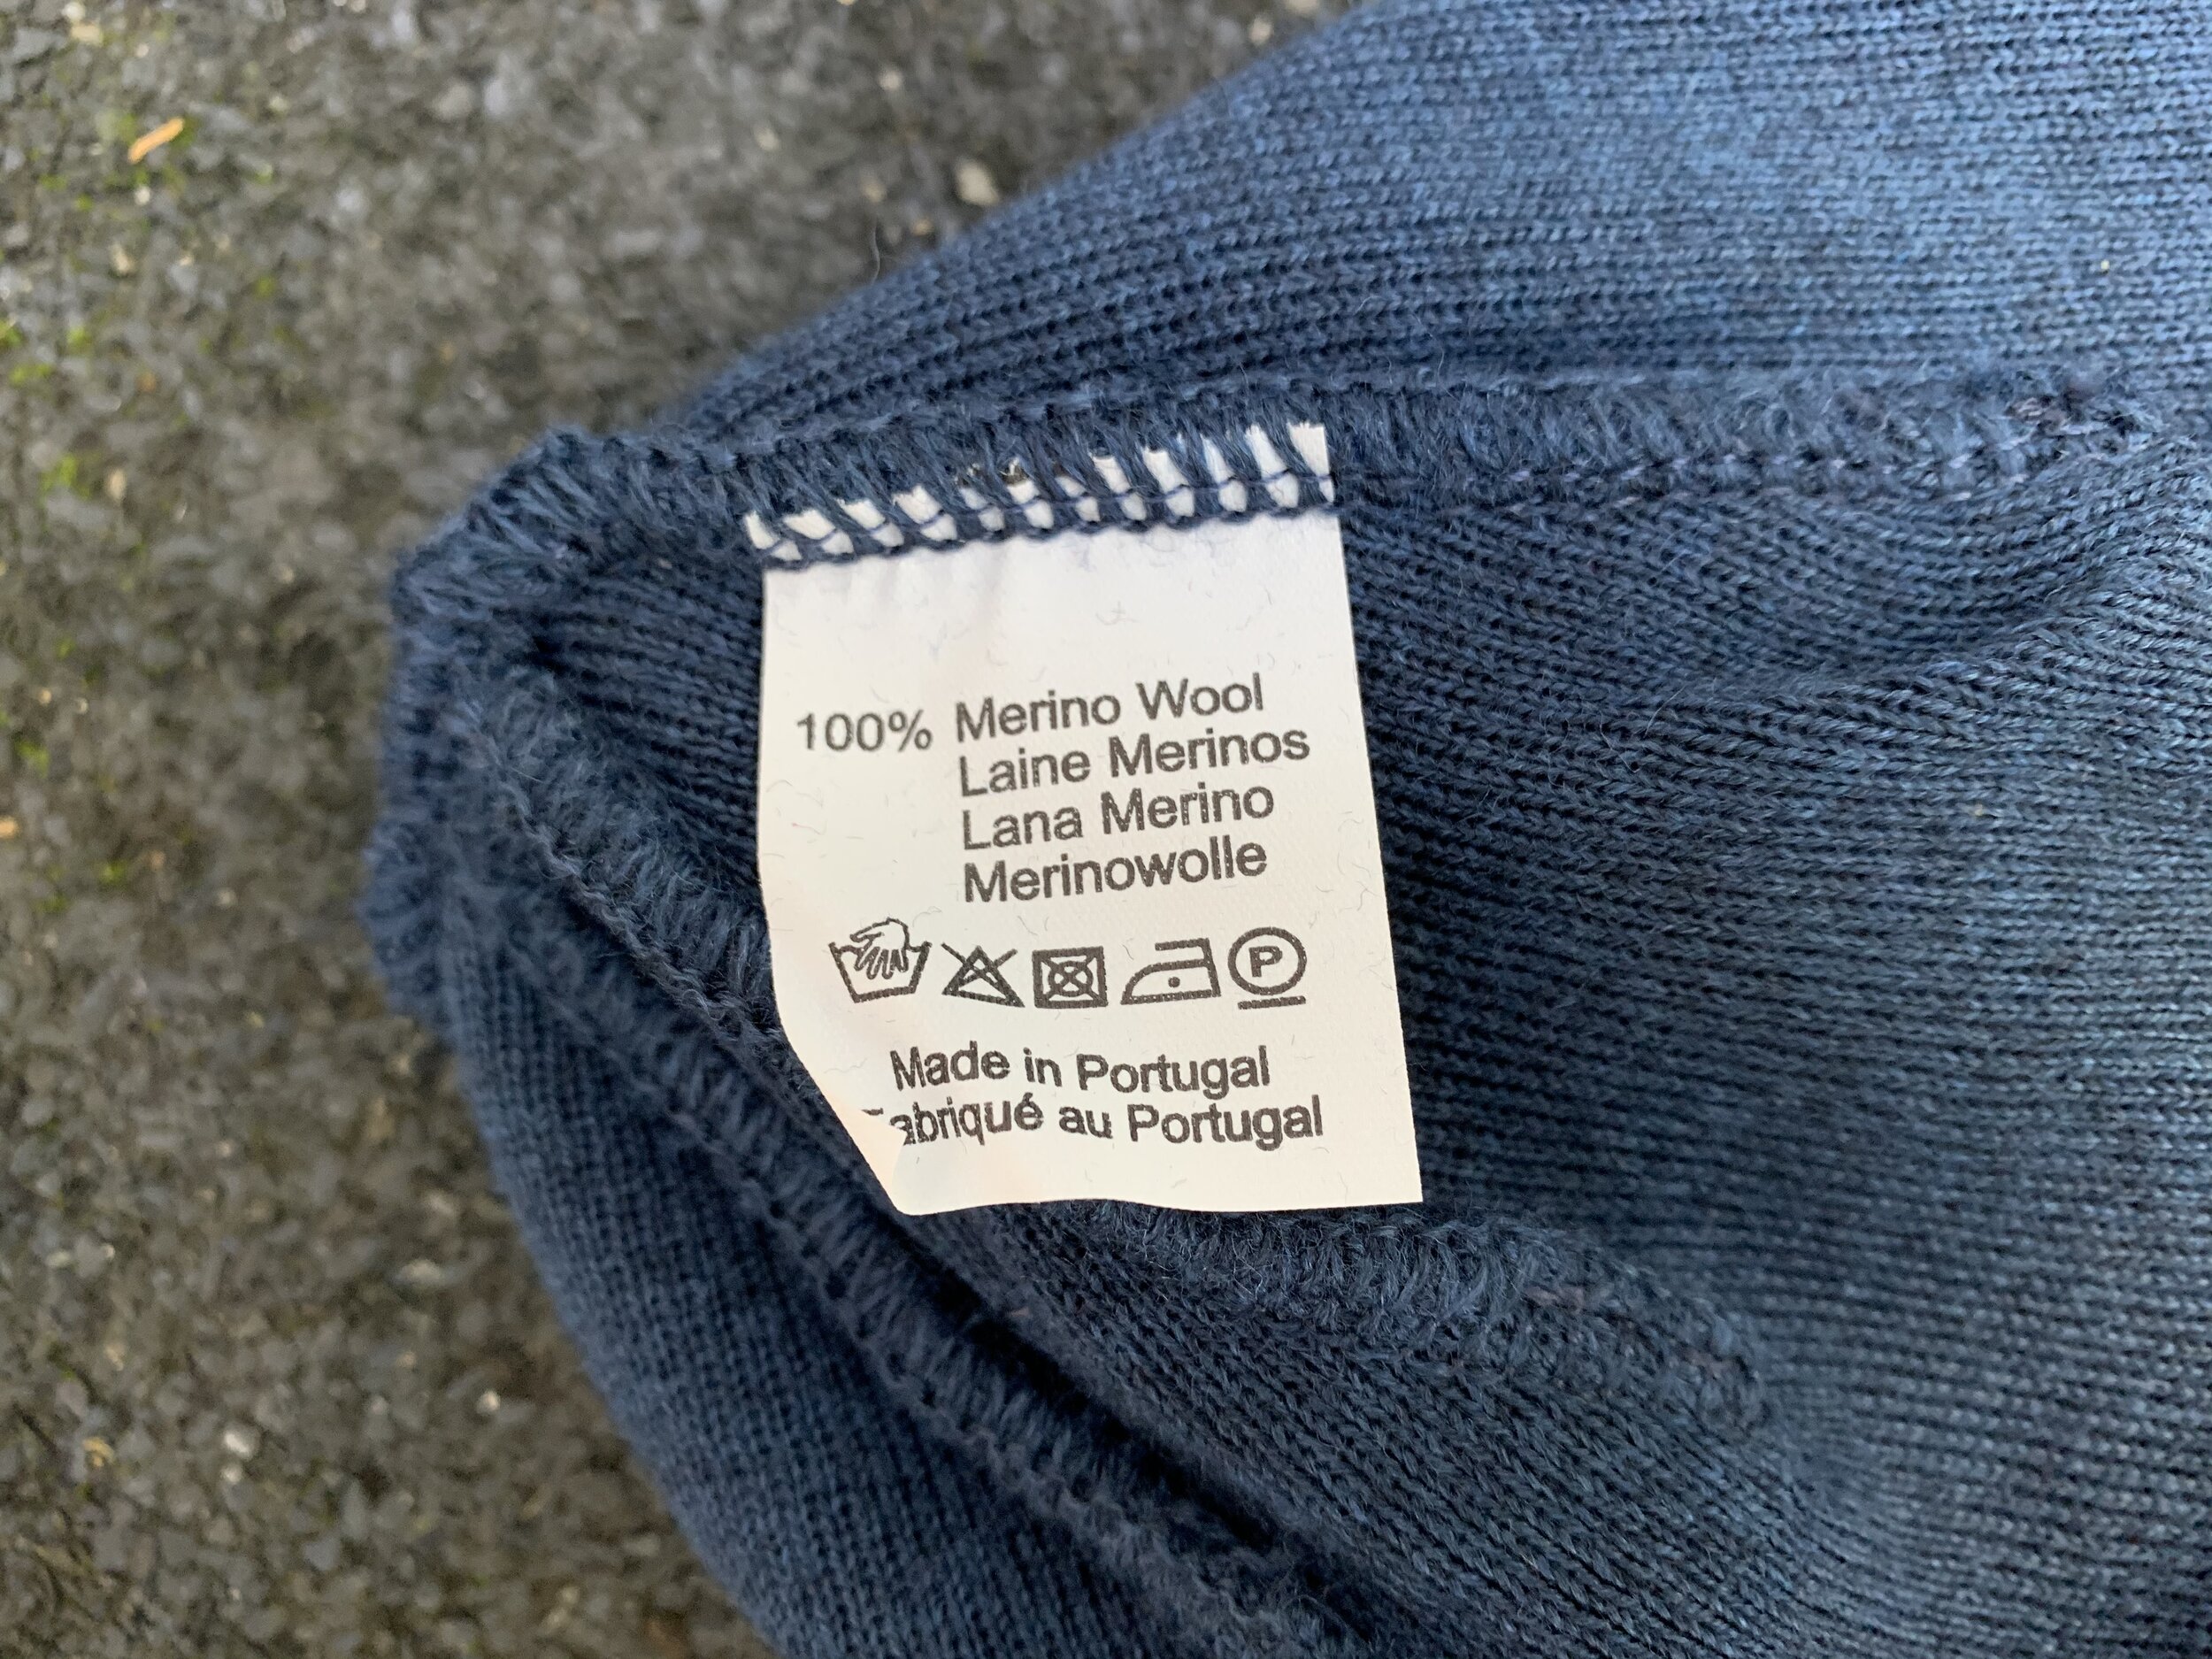 100% Merino Wool
Laine Merinos
Lana Merino
Merinowolle
P
Made in Portugal
Fabriqué au Portugal